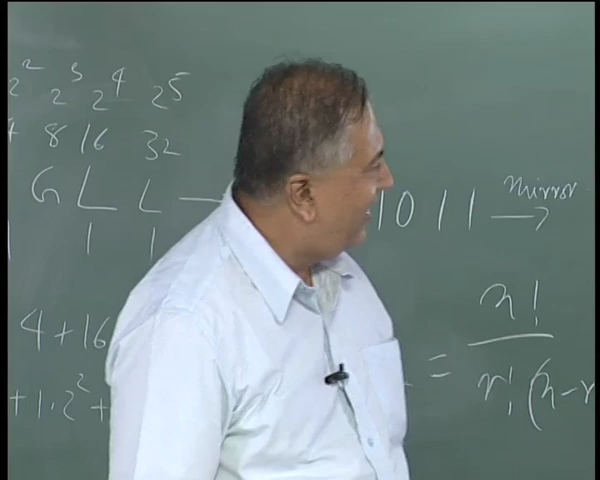 2² 2³ 2⁴ 2⁵
8 16 32
G L L — 1011 mirror →
1 1
n!
4 + 16 = 
r! (n-r
+ 1.2² +